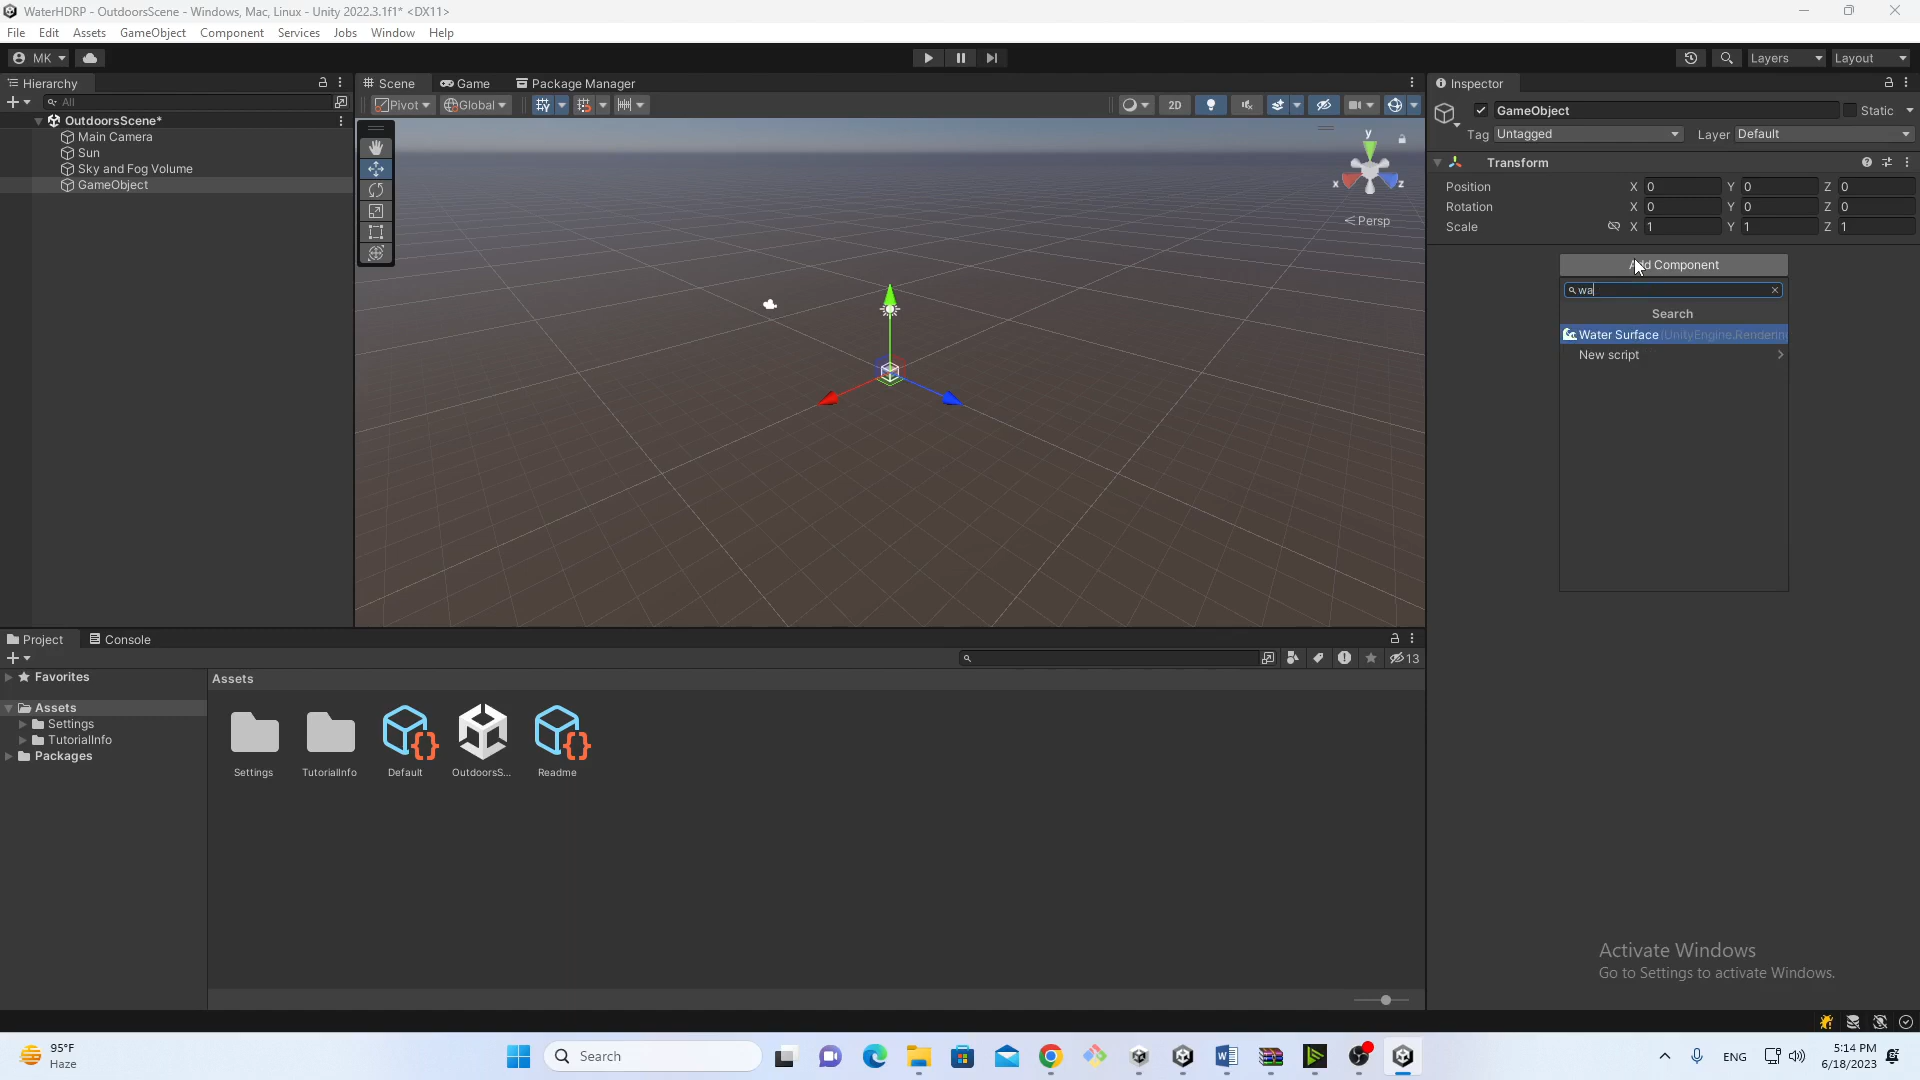 WaterHDRP - OutdoorsScene - Windows, Mac, Linux - Unity 2022.3.1f1* <DX11>
File Edit Assets GameObject Component Services Jobs Window Help
MK Layers Layout
Hierarchy Scene Game Package Manager Inspector
All Pivot Global 2D GameObject Static
Tag Untagged Layer Default
OutdoorsScene*
Main Camera
Sun
Sky and Fog Volume
GameObject
y
x z
Persp
Transform
Position X 0 Y 0 Z 0
Rotation X 0 Y 0 Z 0
Scale X 1 Y 1 Z 1
Component
wa
Search
Water Surface
New script
Project Console
13
Favorites
Assets
Settings
TutorialInfo
Packages
Assets
Settings TutorialInfo Default OutdoorsS... Readme
Activate Windows
Go to Settings to activate Windows.
95°F
Haze
Search
ENG
5:14 PM
6/18/2023